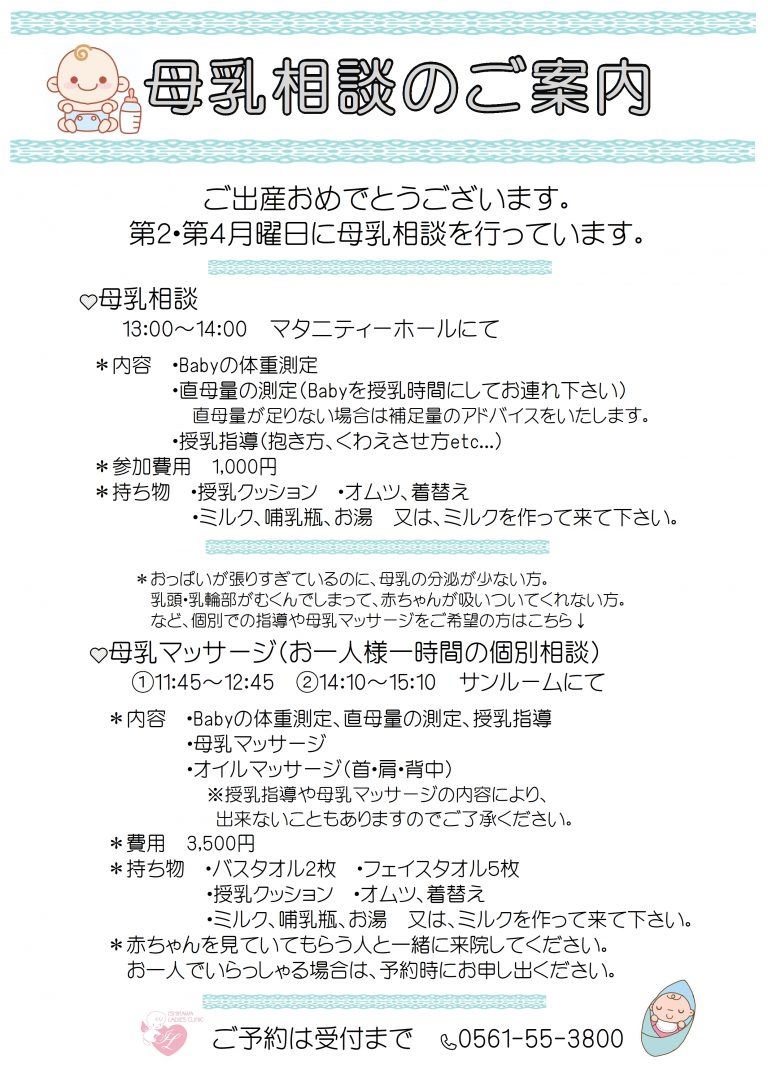 母乳相談のご案内
ご出産おめでとうございます。
第2・第4月曜日に母乳相談を行っています。
♡母乳相談
13:00～14:00　マタニティーホールにて
＊内容　・Babyの体重測定
・直母量の測定（Babyを授乳時間にしてお連れ下さい）
直母量が足りない場合は補足量のアドバイスをいたします。
・授乳指導（抱き方、くわえさせ方etc...）
＊参加費用　1,000円
＊持ち物　・授乳クッション　・オムツ、着替え
・ミルク、哺乳瓶、お湯　又は、ミルクを作って来て下さい。
＊おっぱいが張りすぎているのに、母乳の分泌が少ない方。
乳頭・乳輪部がむくんでしまって、赤ちゃんが吸いついてくれない方。
など、個別での指導や母乳マッサージをご希望の方はこちら↓
♡母乳マッサージ（お一人様一時間の個別相談）
①11:45～12:45　②14:10～15:10　サンルームにて
＊内容　・Babyの体重測定、直母量の測定、授乳指導
・母乳マッサージ
・オイルマッサージ（首・肩・背中）
※授乳指導や母乳マッサージの内容により、
出来ないこともありますのでご了承ください。
＊費用　3,500円
＊持ち物　・バスタオル2枚　・フェイスタオル5枚
・授乳クッション　・オムツ、着替え
・ミルク、哺乳瓶、お湯　又は、ミルクを作って来て下さい。
＊赤ちゃんを見ていてもらう人と一緒に来院してください。
お一人でいらっしゃる場合は、予約時にお申し出ください。
ISHIKAWA
LADIES CLINIC
ご予約は受付まで　0561-55-3800